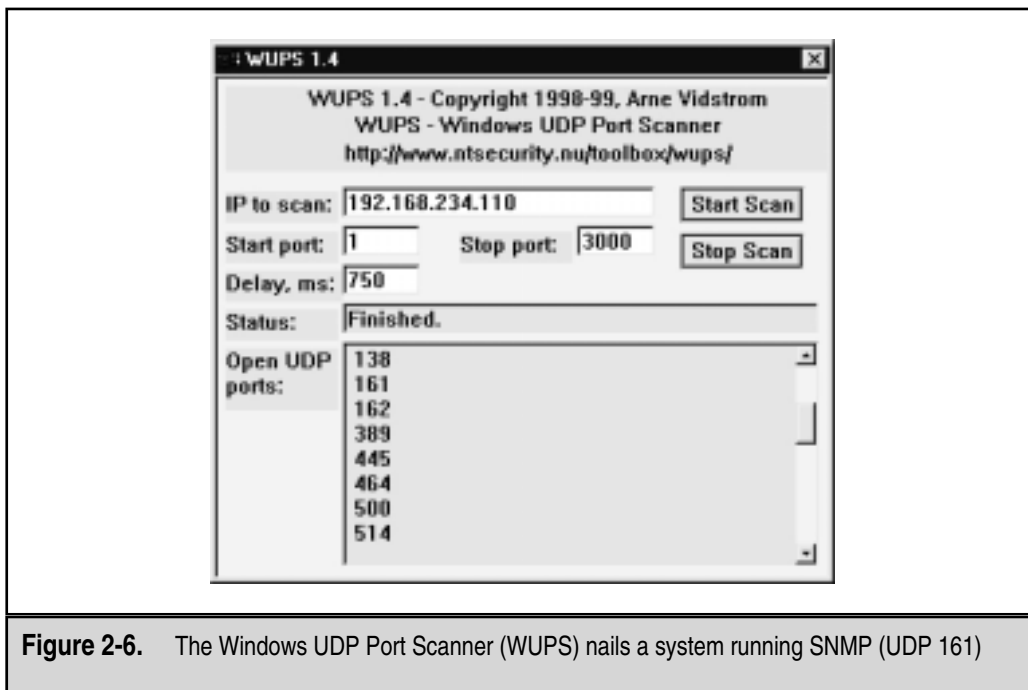 WUPS 1.4
WUPS 1.4 - Copyright 1998-99, Arne Vidstrom
WUPS - Windows UDP Port Scanner
http://www.ntsecurity.nu/toolbox/wups/
IP to scan: 192.168.234.110 Start Scan
Start port: 1 Stop port: 3000 Stop Scan
Delay, ms: 750
Status: Finished.
Open UDP ports:
138
161
162
389
445
464
500
514
Figure 2-6. The Windows UDP Port Scanner (WUPS) nails a system running SNMP (UDP 161)